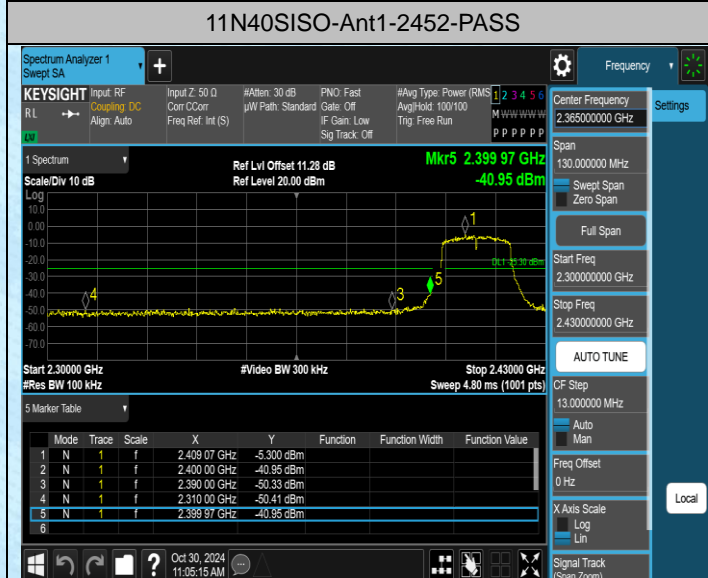 11N40SISO-Ant1-2452-PASS
Spectrum Analyzer 1
Swept SA
+
Frequency
KEYSIGHT
RL
Input: RF
Coupling: DC
Align: Auto
Input Z: 50 Ω
Corr CCorr
Freq Ref: Int (S)
#Atten: 30 dB
µW Path: Standard
PNO: Fast
Gate: Off
IF Gain: Low
Sig Track: Off
#Avg Type: Power (RMS
Avg|Hold: 100/100
Trig: Free Run
1 2 3 4 5 6
M W W W W W
P P P P P P
1 Spectrum
Scale/Div 10 dB
Ref Lvl Offset 11.28 dB
Ref Level 20.00 dBm
Mkr5 2.399 97 GHz
-40.95 dBm
Log
10.0
0.00
-10.0
-20.0
-30.0
-40.0
-50.0
-60.0
-70.0
1
DL1 -25.30 dBm
5
4
3
Start 2.30000 GHz
#Res BW 100 kHz
#Video BW 300 kHz
Stop 2.43000 GHz
Sweep 4.80 ms (1001 pts)
5 Marker Table
Mode Trace Scale X Y Function Function Width Function Value
1 N 1 f 2.409 07 GHz -5.300 dBm
2 N 1 f 2.400 00 GHz -40.95 dBm
3 N 1 f 2.390 00 GHz -50.33 dBm
4 N 1 f 2.310 00 GHz -50.41 dBm
5 N 1 f 2.399 97 GHz -40.95 dBm
6
Oct 30, 2024
11:05:15 AM
?
Center Frequency
2.365000000 GHz
Settings
Span
130.000000 MHz
Swept Span
Zero Span
Full Span
Start Freq
2.300000000 GHz
Stop Freq
2.430000000 GHz
AUTO TUNE
CF Step
13.000000 MHz
Auto
Man
Freq Offset
0 Hz
Local
X Axis Scale
Log
Lin
Signal Track
(Span Zoom)